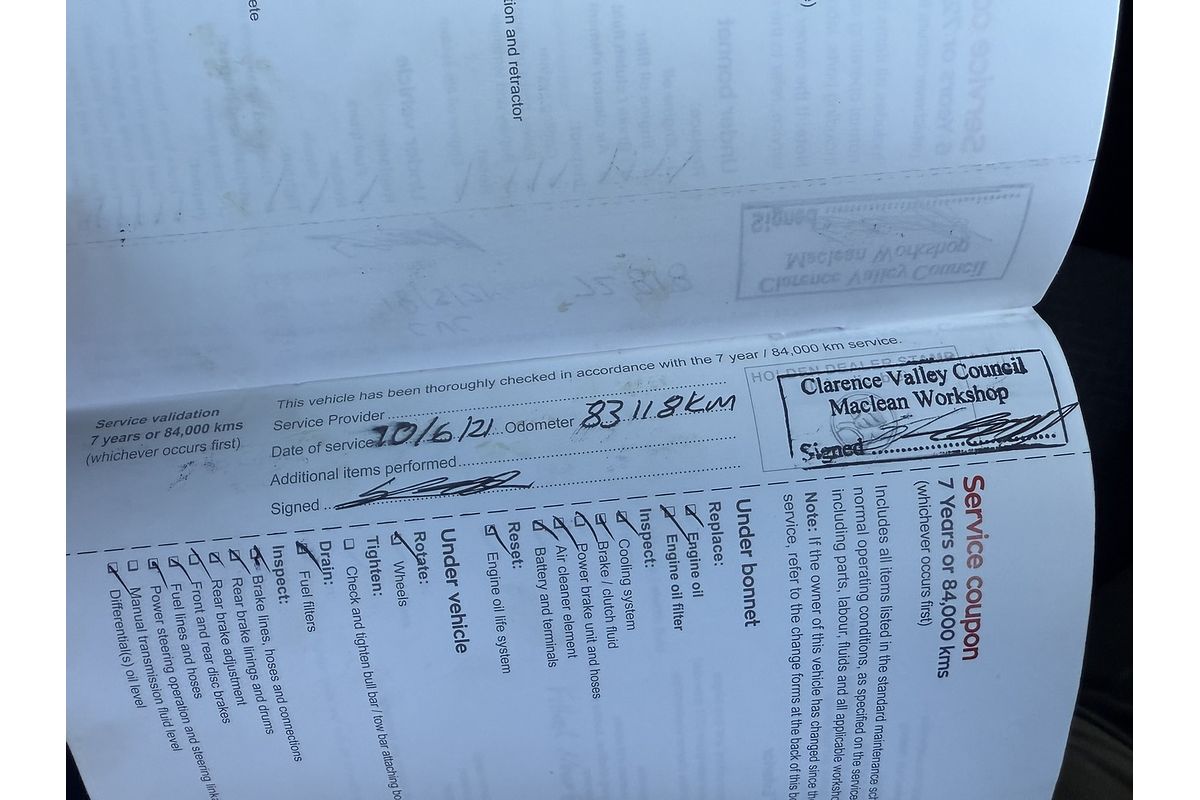 ete
ion and retractor
Service validation
7 years or 84,000 kms
(whichever occurs first)
This vehicle has been thoroughly checked in accordance with the 7 year / 84,000 km service.
Service Provider
Date of service 10/6/21 Odometer 83118KM
Additional items performed
Signed
HOLDEN DEALER STAMP
Clarence Valley Council
Maclean Workshop
Signed
Service coupon
7 Years or 84,000 kms
(whichever occurs first)
Includes all items listed in the standard maintenance sc
normal operating conditions, as specified on the service
including parts, labour, fluids and all applicable worksho
Note: If the owner of this vehicle has changed since th
service, refer to the change forms at the back of this b
Under bonnet
Replace:
Engine oil
Engine oil filter
Inspect:
Cooling system
Brake / clutch fluid
Power brake unit and hoses
Air cleaner element
Battery and terminals
Reset:
Engine oil life system
Under vehicle
Rotate:
Wheels
Tighten:
Check and tighten bull bar / tow bar attaching bo
Drain:
Fuel filters
Inspect:
Brake lines, hoses and connections
Rear brake linings and drums
Rear brake adjustment
Front and rear disc brakes
Fuel lines and hoses
Power steering operation and steering linka
Manual transmission fluid level
Differential(s) oil level